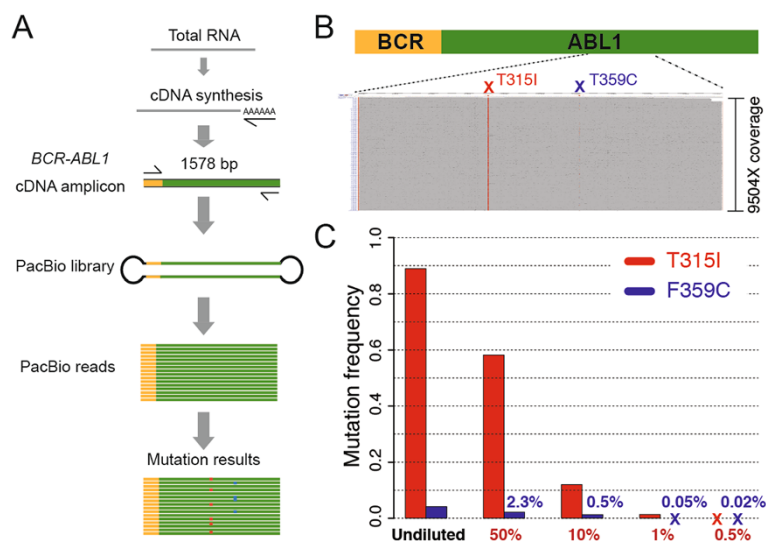 A
Total RNA
cDNA synthesis
AAAAAA
BCR-ABL1
1578 bp
cDNA amplicon
PacBio library
PacBio reads
Mutation results
B
BCR
ABL1
X T315I
X T359C
9504X coverage
C
Mutation frequency
1.0
0.8
0.6
0.4
0.2
0.0
T315I
F359C
2.3%
0.5%
0.05%
0.02%
X
X X
Undiluted
50%
10%
1%
0.5%